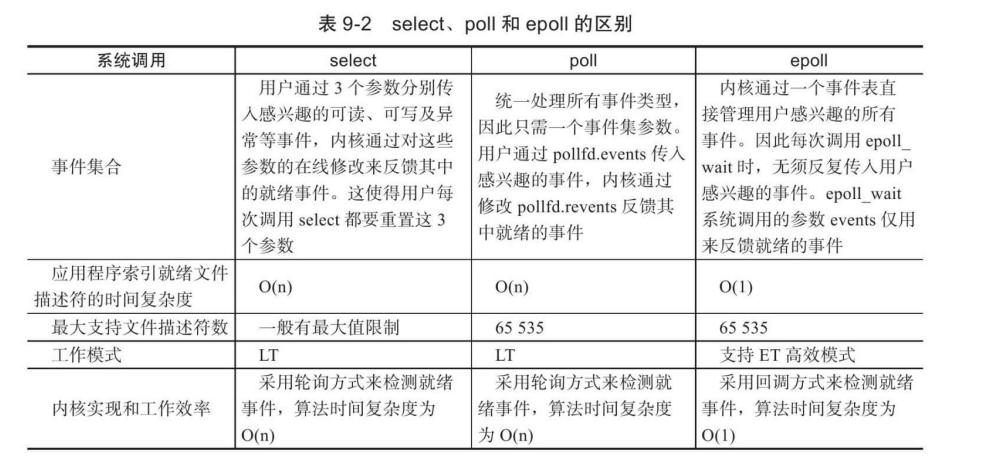 表 9-2 select、poll 和 epoll 的区别
系统调用 select poll epoll
事件集合
用户通过 3 个参数分别传
入感兴趣的可读、可写及异
常等事件，内核通过对这些
参数的在线修改来反馈其中
的就绪事件。这使得用户每
次调用 select 都要重置这 3
个参数
统一处理所有事件类型，
因此只需一个事件集参数。
用户通过 pollfd.events 传入
感兴趣的事件，内核通过
修改 pollfd.revents 反馈其
中就绪的事件
内核通过一个事件表直
接管理用户感兴趣的所有
事件。因此每次调用 epoll_
wait 时，无须反复传入用户
感兴趣的事件。epoll_wait
系统调用的参数 events 仅用
来反馈就绪的事件
应用程序索引就绪文件
描述符的时间复杂度
O(n) O(n) O(1)
最大支持文件描述符数 一般有最大值限制 65 535 65 535
工作模式 LT LT 支持 ET 高效模式
内核实现和工作效率
采用轮询方式来检测就绪
事件，算法时间复杂度为
O(n)
采用轮询方式来检测就
绪事件，算法时间复杂度
为 O(n)
采用回调方式来检测就绪
事件，算法时间复杂度为
O(1)